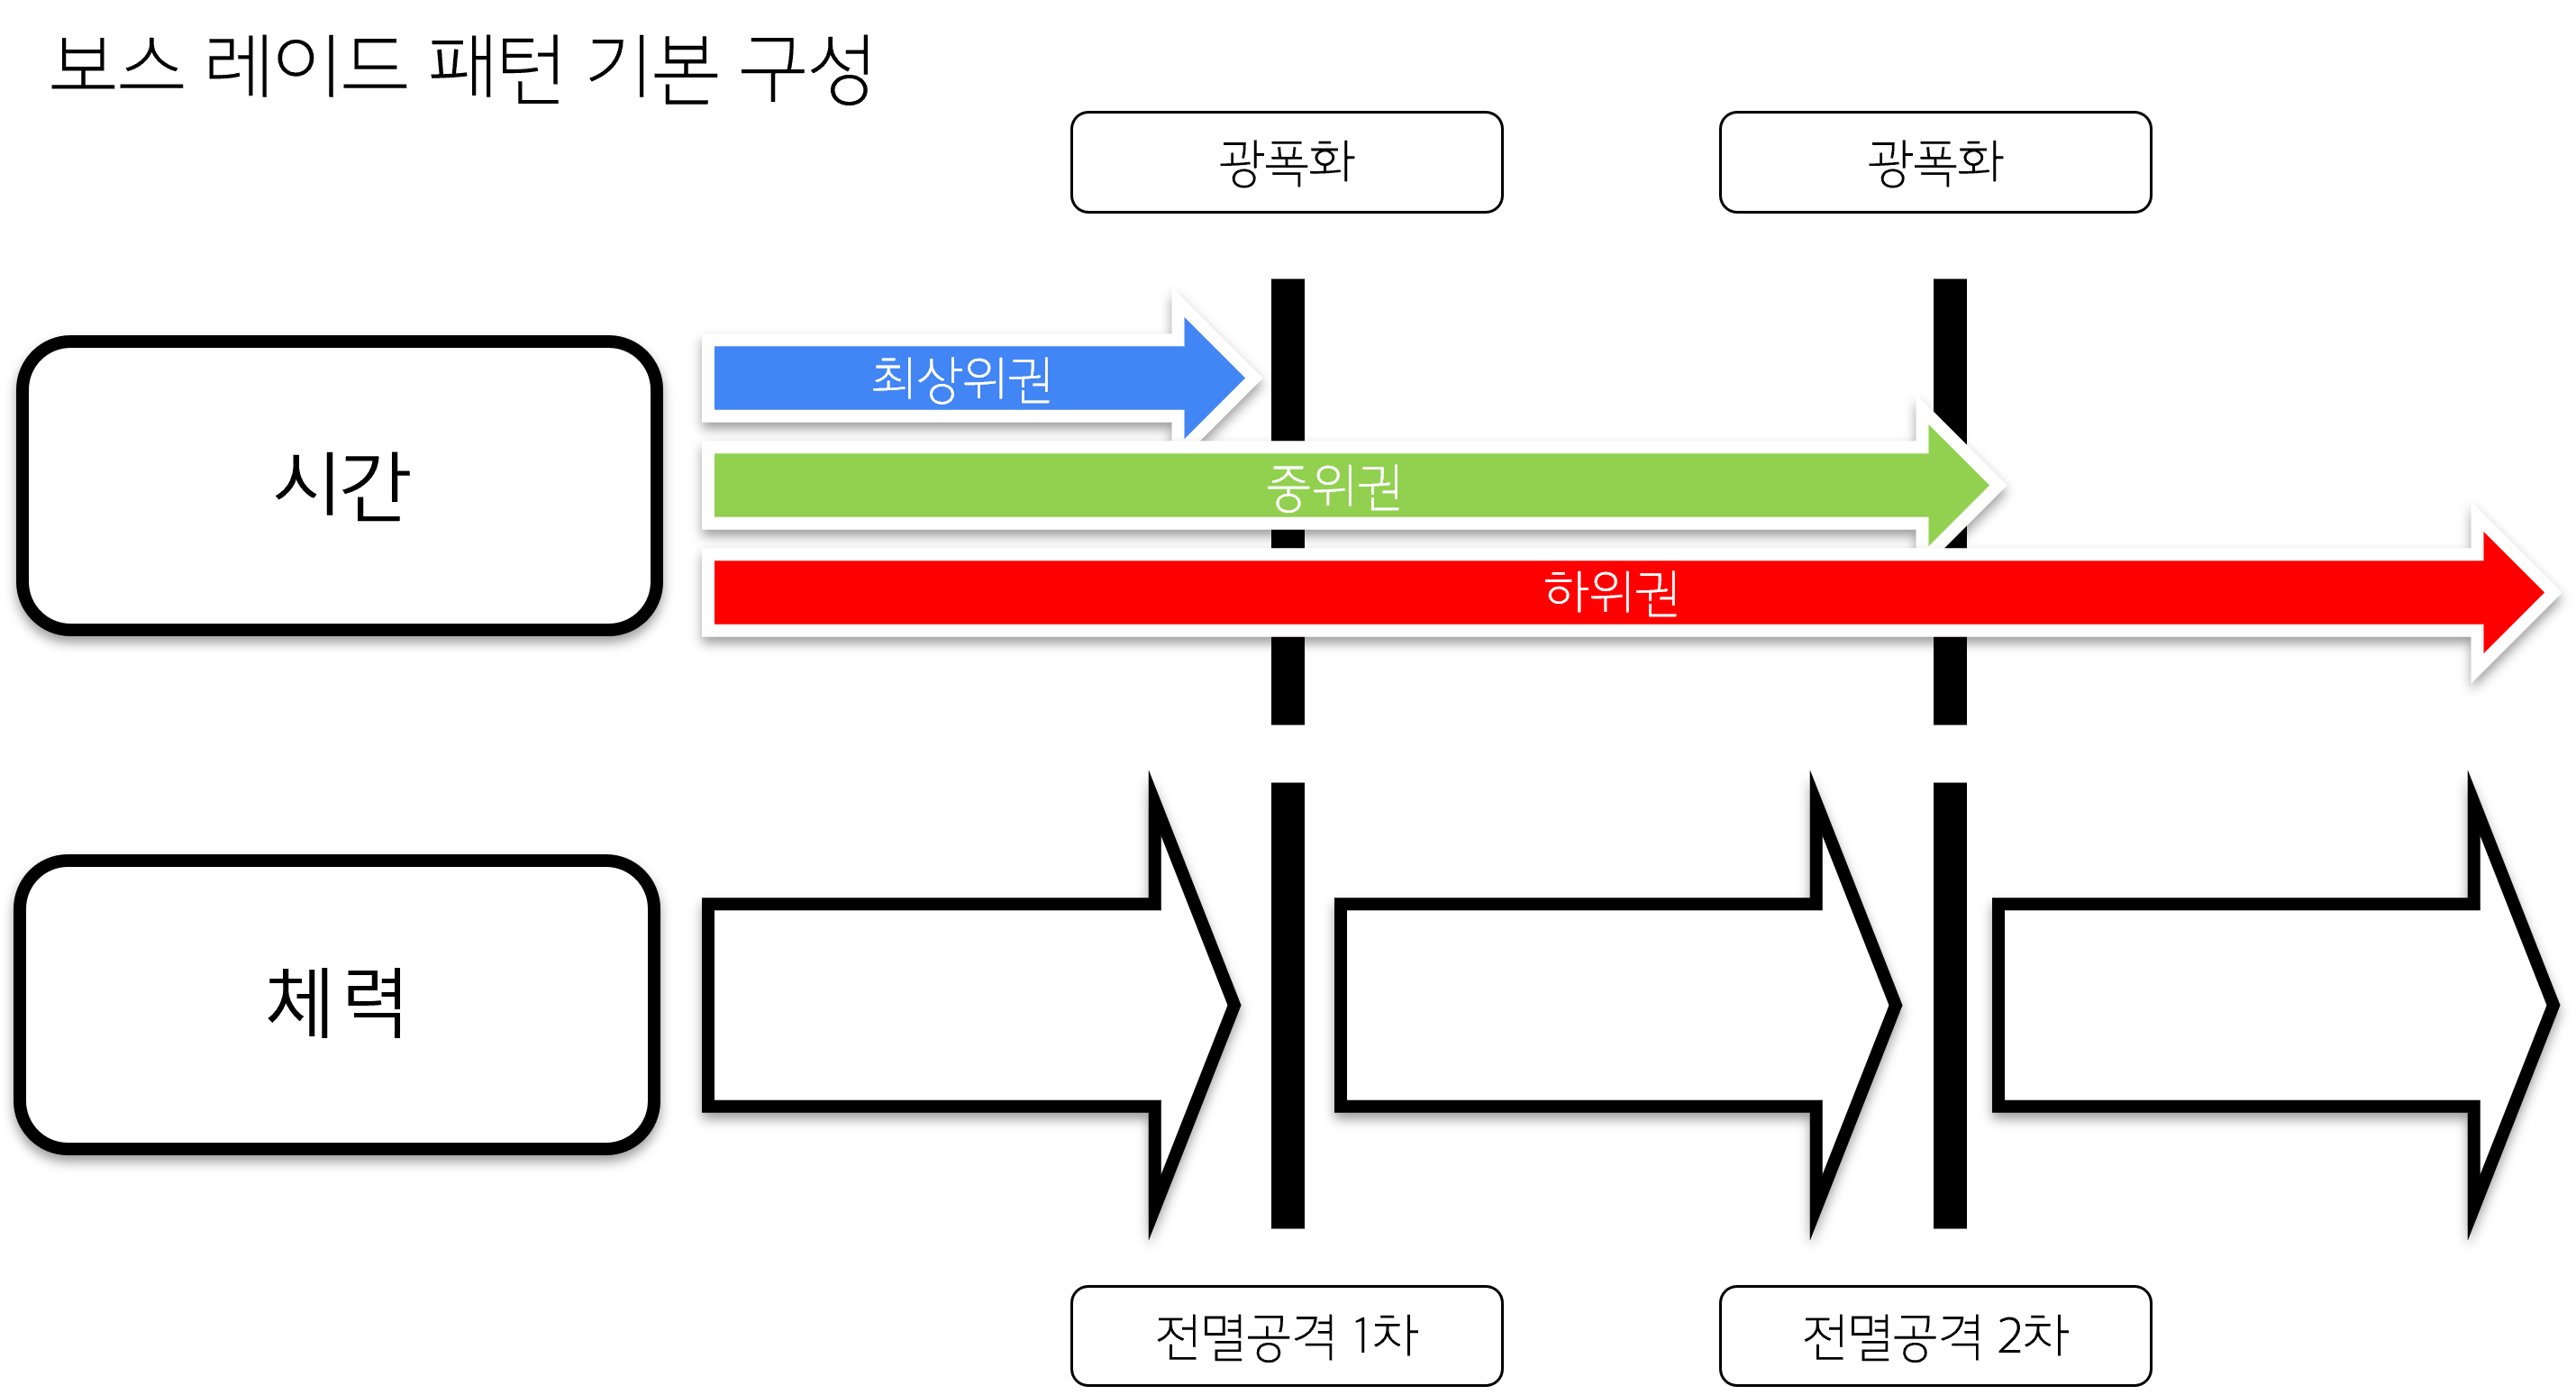 보스 레이드 패턴 기본 구성
광폭화
광폭화
시간
최상위권
중위권
하위권
체력
전멸공격 1차
전멸공격 2차